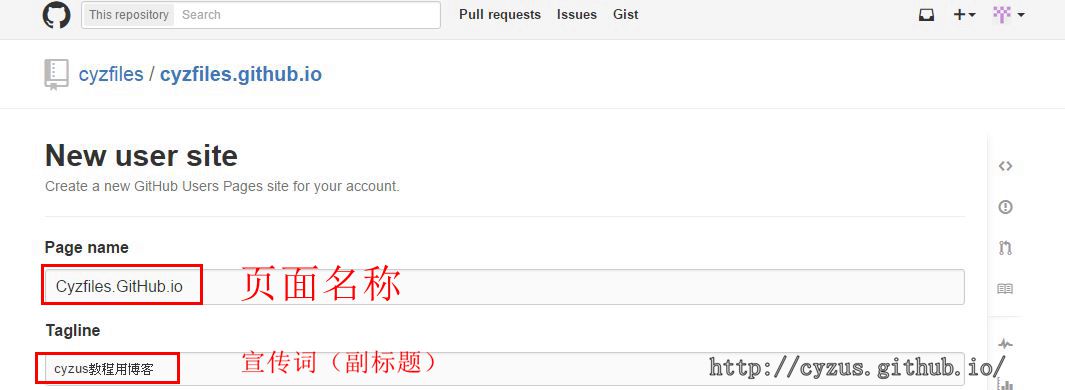 This repository Search Pull requests Issues Gist
cyzfiles / cyzfiles.github.io
New user site
Create a new GitHub Users Pages site for your account.
Page name
Cyzfiles.GitHub.io 页面名称
Tagline
cyzus教程用博客 宣传词（副标题）
http://cyzus.github.io/